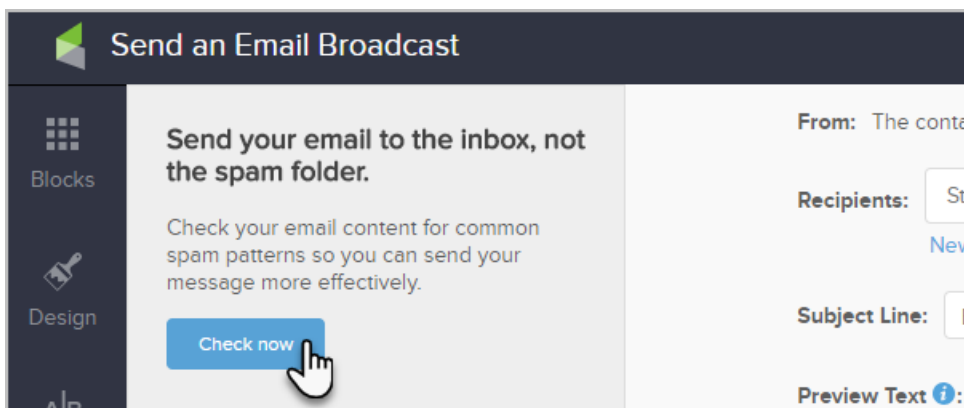 Send an Email Broadcast
Blocks
Design
Send your email to the inbox, not
the spam folder.
Check your email content for common
spam patterns so you can send your
message more effectively.
Check now
From: The
Recipients:
Subject Line:
Preview Text i: